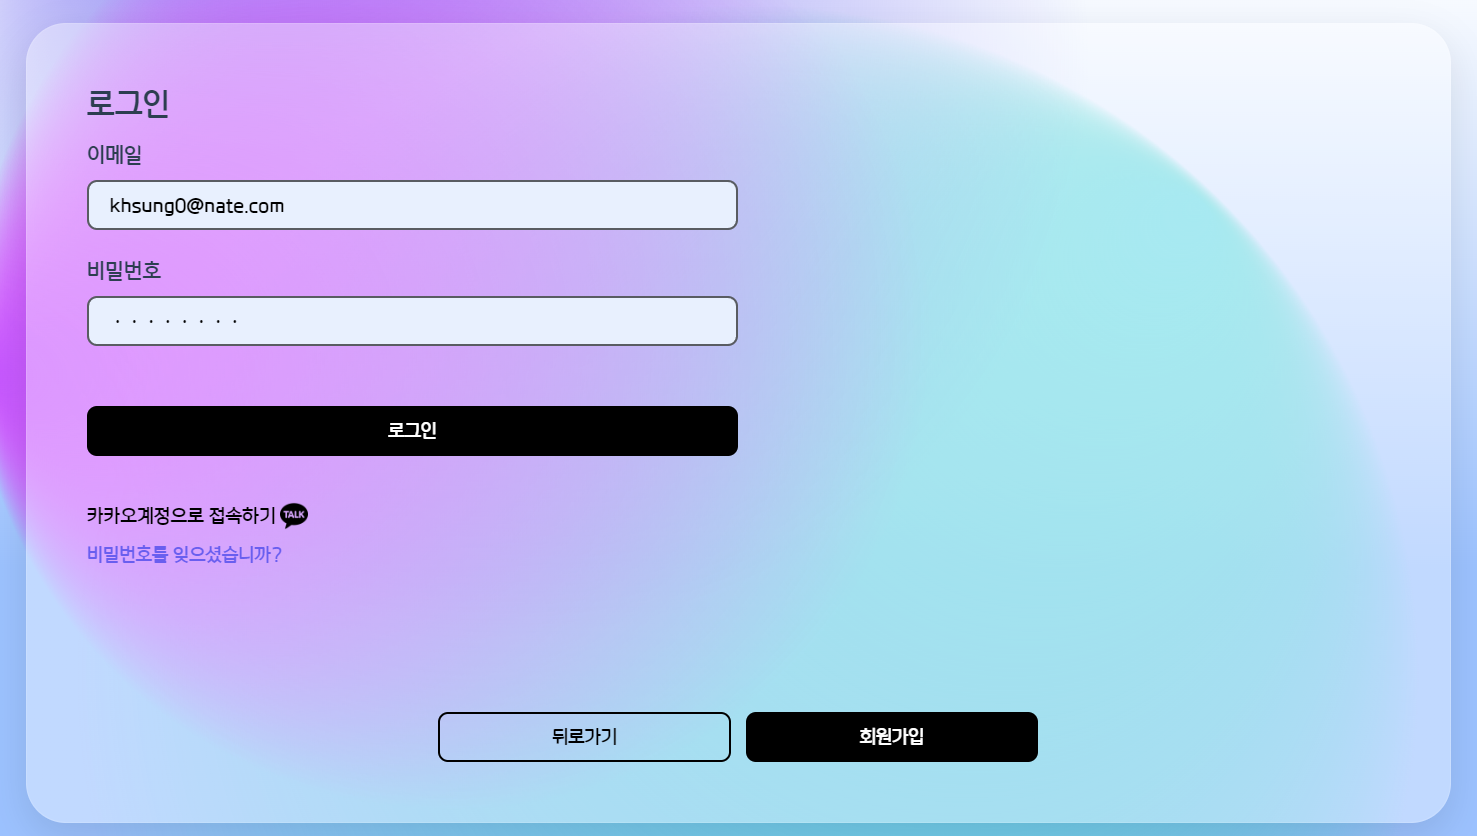 로그인
이메일
khsung0@nate.com
비밀번호
········
로그인
카카오계정으로 접속하기 TALK
비밀번호를 잊으셨습니까?
뒤로가기 회원가입